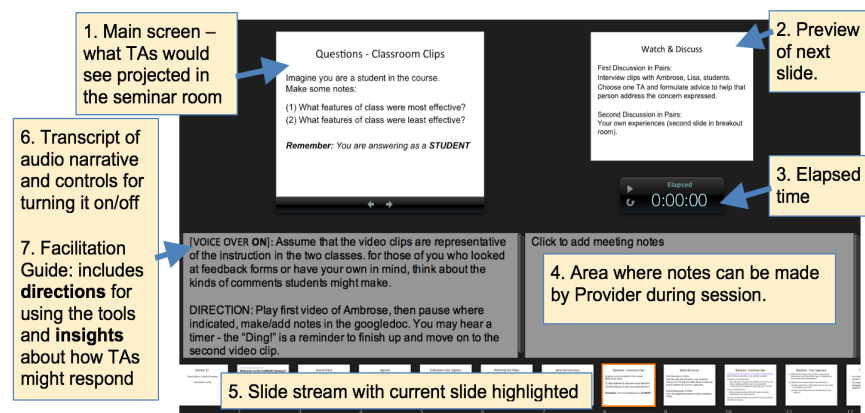 1. Main screen –
what TAs would
see projected in
the seminar room
Questions - Classroom Clips
Imagine you are a student in the course.
Make some notes:
(1) What features of class were most effective?
(2) What features of class were least effective?
Remember: You are answering as a STUDENT
Watch & Discuss
First Discussion in Pairs:
Interview clips with Ambrose, Lisa, students.
Choose one TA and formulate advice to help that
person address the concern expressed.
Second Discussion in Pairs:
Your own experiences (second slide in breakout
room).
2. Preview
of next
slide.
Elapsed
0:00:00
3. Elapsed
time
6. Transcript of
audio narrative
and controls for
turning it on/off
7. Facilitation
Guide: includes
directions for
using the tools
and insights
about how TAs
might respond
[VOICE OVER ON]: Assume that the video clips are representative
of the instruction in the two classes. for those of you who looked
at feedback forms or have your own in mind, think about the
kinds of comments students might make.
DIRECTION: Play first video of Ambrose, then pause where
indicated, make/add notes in the googledoc. You may hear a
timer - the “Ding!” is a reminder to finish up and move on to the
second video clip.
Click to add meeting notes
4. Area where notes can be made
by Provider during session.
5. Slide stream with current slide highlighted